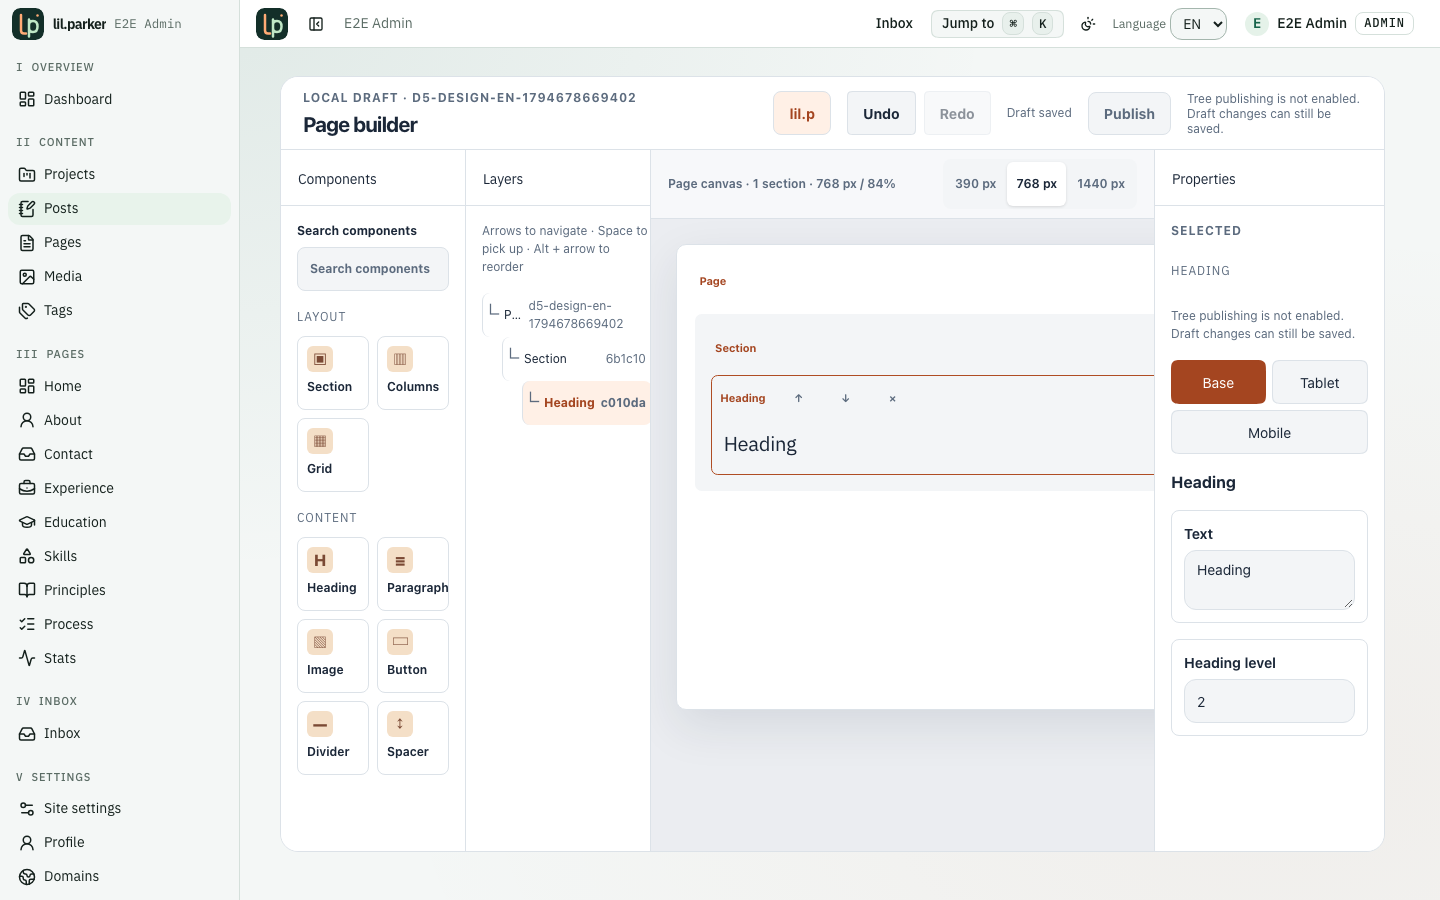 lp lil.parker E2E Admin
I OVERVIEW
Dashboard
II CONTENT
Projects
Posts
Pages
Media
Tags
III PAGES
Home
About
Contact
Experience
Education
Skills
Principles
Process
Stats
IV INBOX
Inbox
V SETTINGS
Site settings
Profile
Domains
lp E2E Admin
Inbox
Jump to ⌘ K
Language EN
E E2E Admin ADMIN
LOCAL DRAFT · D5-DESIGN-EN-1794678669402
Page builder
lil.p
Undo
Redo
Draft saved
Publish
Tree publishing is not enabled.
Draft changes can still be
saved.
Components
Search components
Search components
LAYOUT
Section
Columns
Grid
CONTENT
H
Heading
Paragraph
Image
Button
Divider
Spacer
Layers
Arrows to navigate · Space to
pick up · Alt + arrow to
reorder
P... d5-design-en-
1794678669402
Section 6b1c10
Heading c010da
Page canvas · 1 section · 768 px / 84%
390 px
768 px
1440 px
Page
Section
Heading ↑ ↓ ×
Heading
Properties
SELECTED
HEADING
Tree publishing is not enabled.
Draft changes can still be saved.
Base
Tablet
Mobile
Heading
Text
Heading
Heading level
2